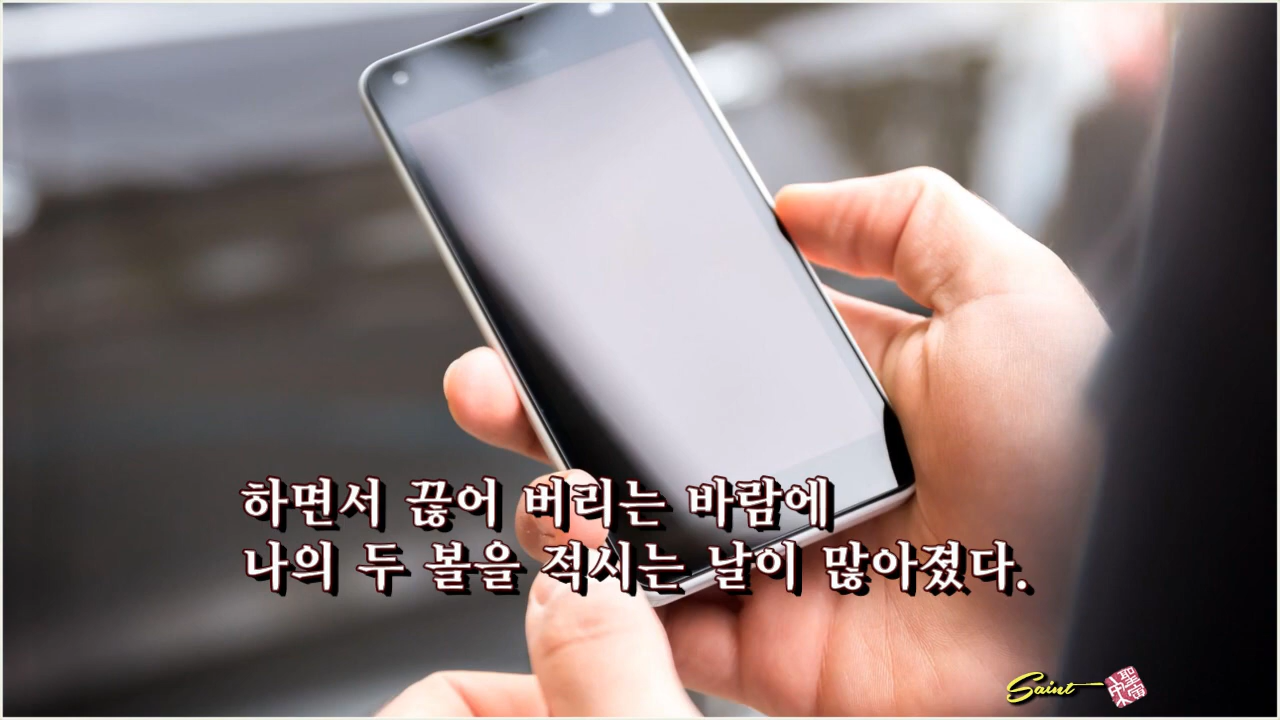 하면서 끊어 버리는 바람에
나의 두 볼을 적시는 날이 많아졌다.
Saint